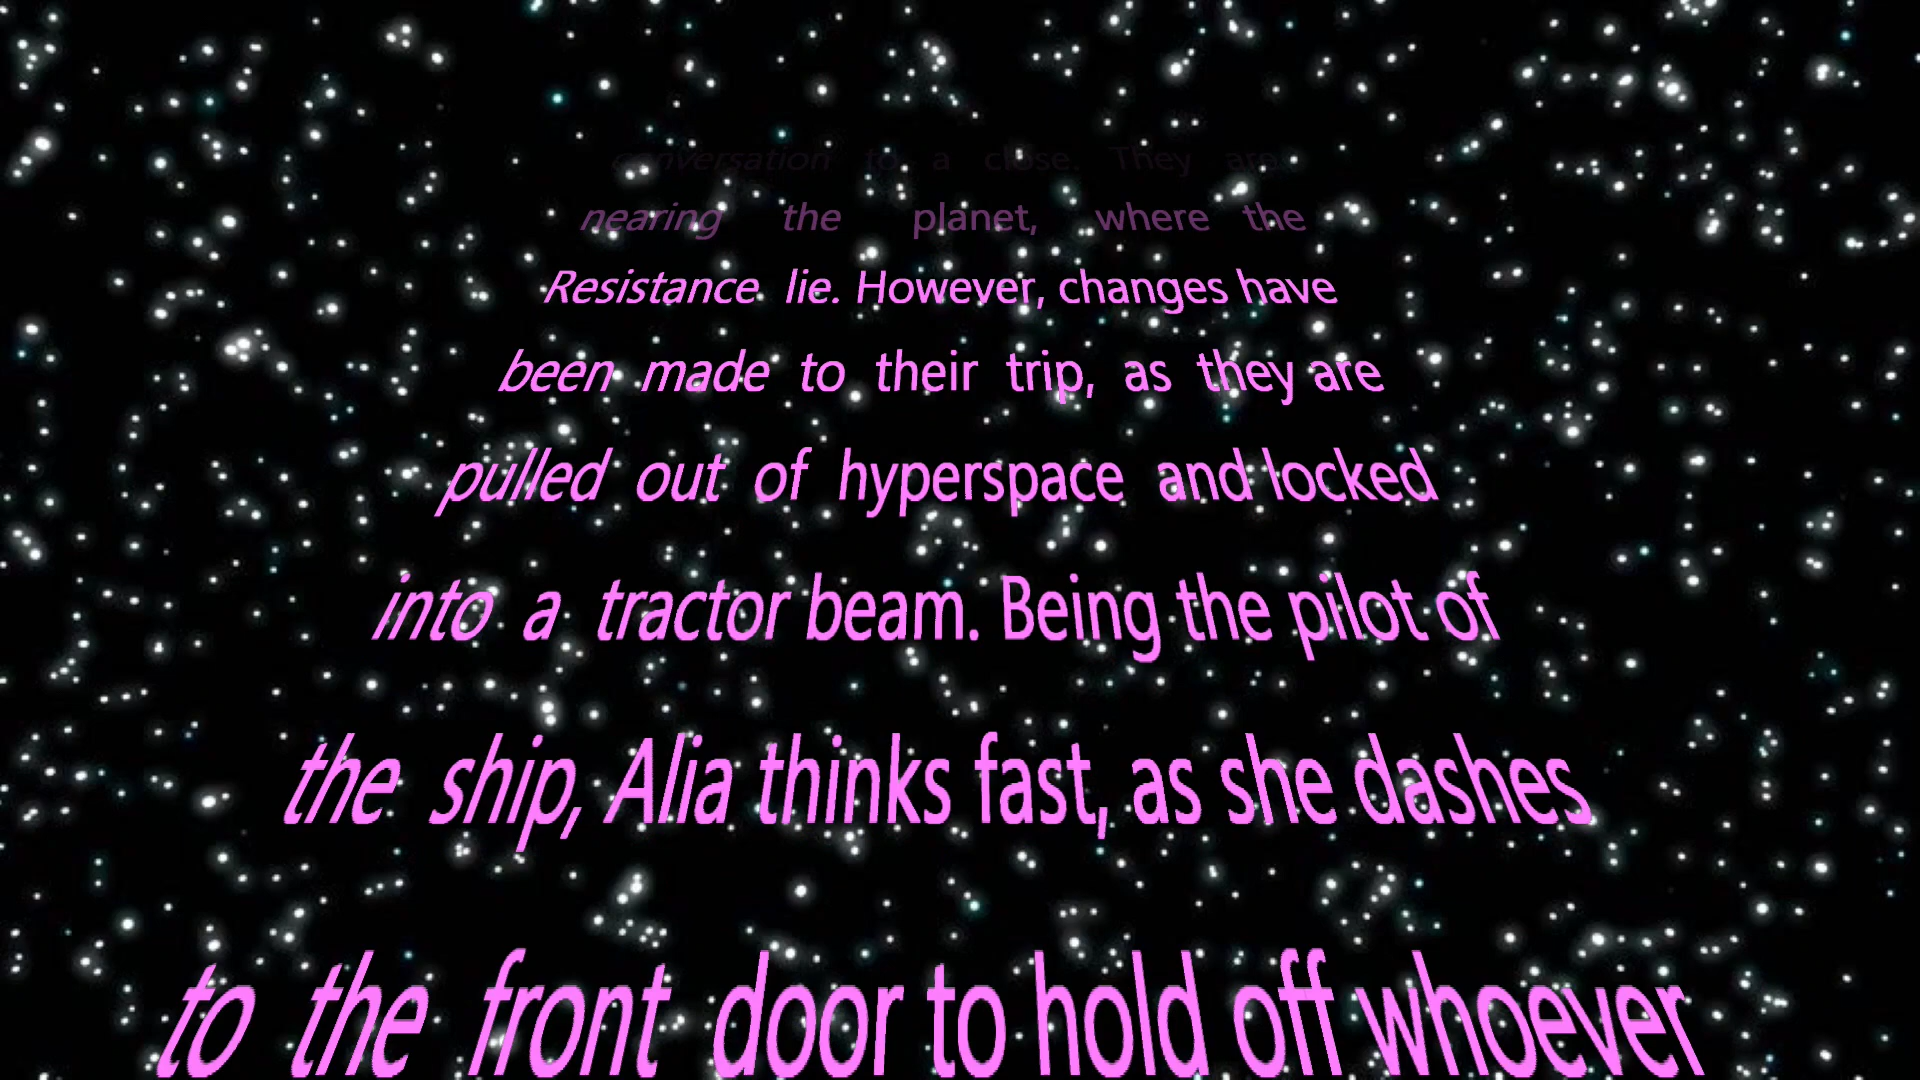 conversation to a close. They are
nearing the planet, where the
Resistance lie. However, changes have
been made to their trip, as they are
pulled out of hyperspace and locked
into a tractor beam. Being the pilot of
the ship, Alia thinks fast, as she dashes
to the front door to hold off whoever